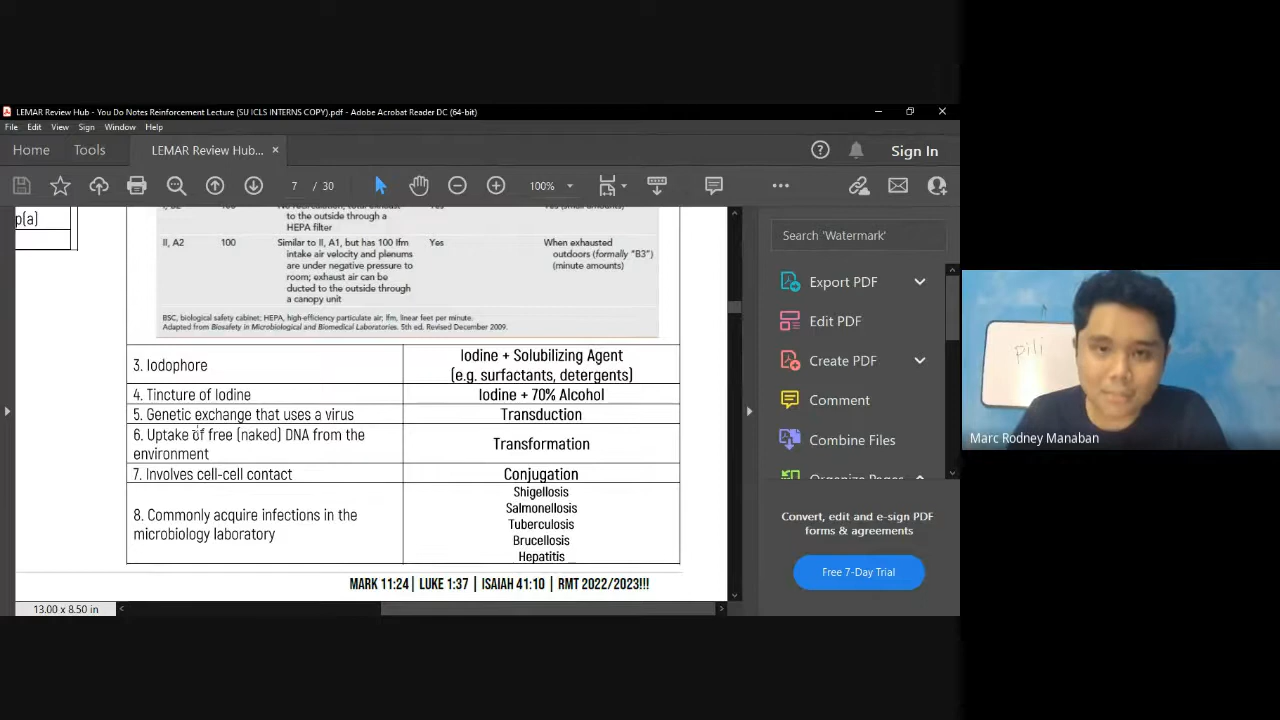 LEMAR Review Hub - You Do Notes Reinforcement Lecture (SU ICLS INTERNS COPY).pdf - Adobe Acrobat Reader DC (64-bit)
File Edit View Sign Window Help
Home Tools LEMAR Review Hub... × Sign In
7 / 30 100%
p(a)
to the outside through a
HEPA filter
II, A2 100 Similar to II, A1, but has 100 lfm Yes When exhausted
intake air velocity and plenums outdoors (formally "B3")
are under negative pressure to (minute amounts)
room; exhaust air can be
ducted to the outside through
a canopy unit
BSC, biological safety cabinet; HEPA, high-efficiency particulate air; lfm, linear feet per minute.
Adapted from Biosafety in Microbiological and Biomedical Laboratories. 5th ed. Revised December 2009.
3. Iodophore Iodine + Solubilizing Agent
(e.g. surfactants, detergents)
4. Tincture of Iodine Iodine + 70% Alcohol
5. Genetic exchange that uses a virus Transduction
6. Uptake of free (naked) DNA from the
environment Transformation
7. Involves cell-cell contact Conjugation
8. Commonly acquire infections in the
microbiology laboratory
Shigellosis
Salmonellosis
Tuberculosis
Brucellosis
Hepatitis
MARK 11:24 | LUKE 1:37 | ISAIAH 41:10 | RMT 2022/2023!!!
13.00 x 8.50 in
Search 'Watermark'
Export PDF
Edit PDF
Create PDF
Comment
Combine Files
Organize Pages
Convert, edit and e-sign PDF
forms & agreements
Free 7-Day Trial
pili
Marc Rodney Manaban